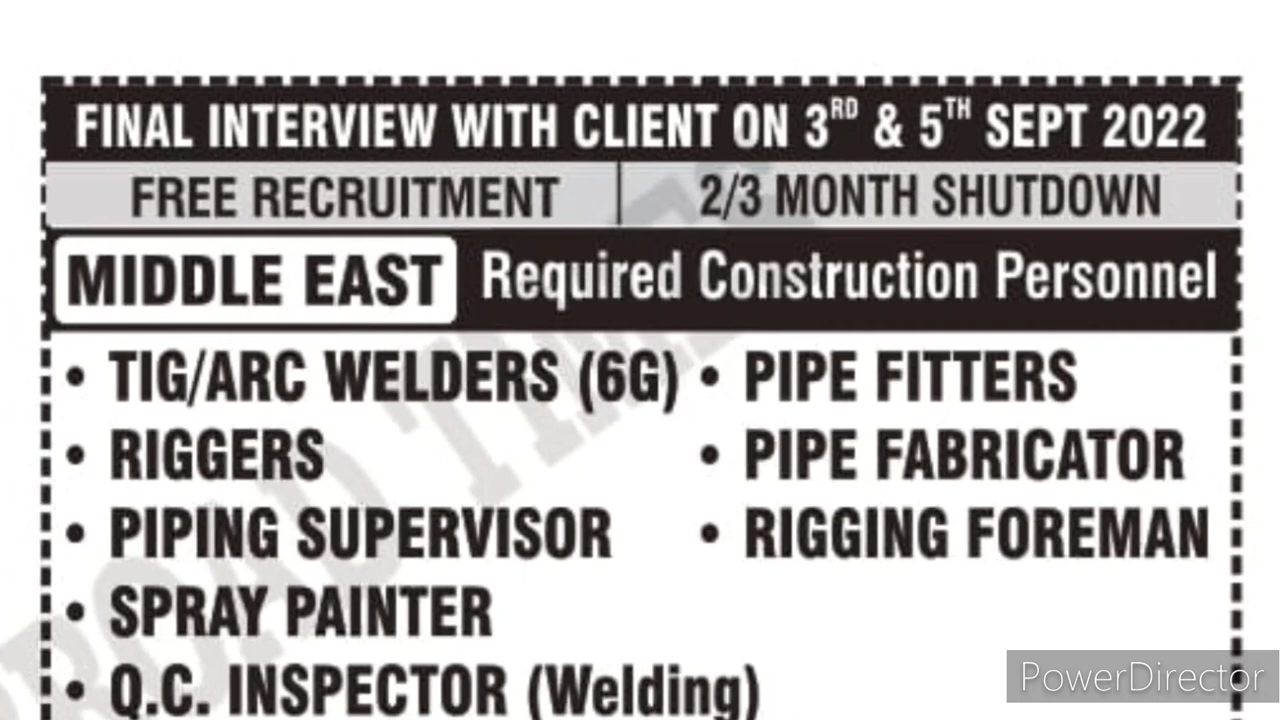 FINAL INTERVIEW WITH CLIENT ON 3RD & 5TH SEPT 2022
FREE RECRUITMENT
2/3 MONTH SHUTDOWN
MIDDLE EAST Required Construction Personnel
• TIG/ARC WELDERS (6G) • PIPE FITTERS
• RIGGERS • PIPE FABRICATOR
• PIPING SUPERVISOR • RIGGING FOREMAN
• SPRAY PAINTER
• Q.C. INSPECTOR (Welding)
PowerDirector